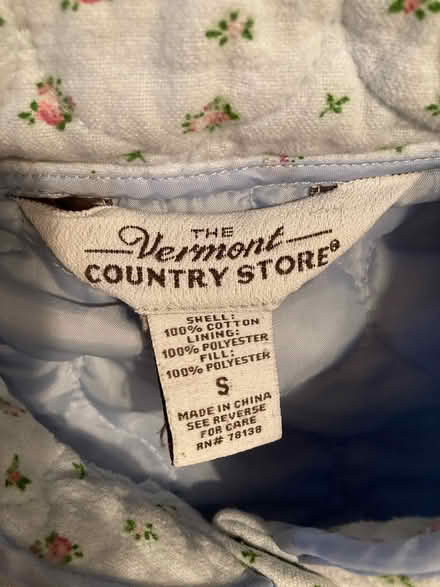 THE
Vermont
COUNTRY STORE®
SHELL:
100% COTTON
LINING:
100% POLYESTER
FILL:
100% POLYESTER
S
MADE IN CHINA
SEE REVERSE
FOR CARE
RN# 78138